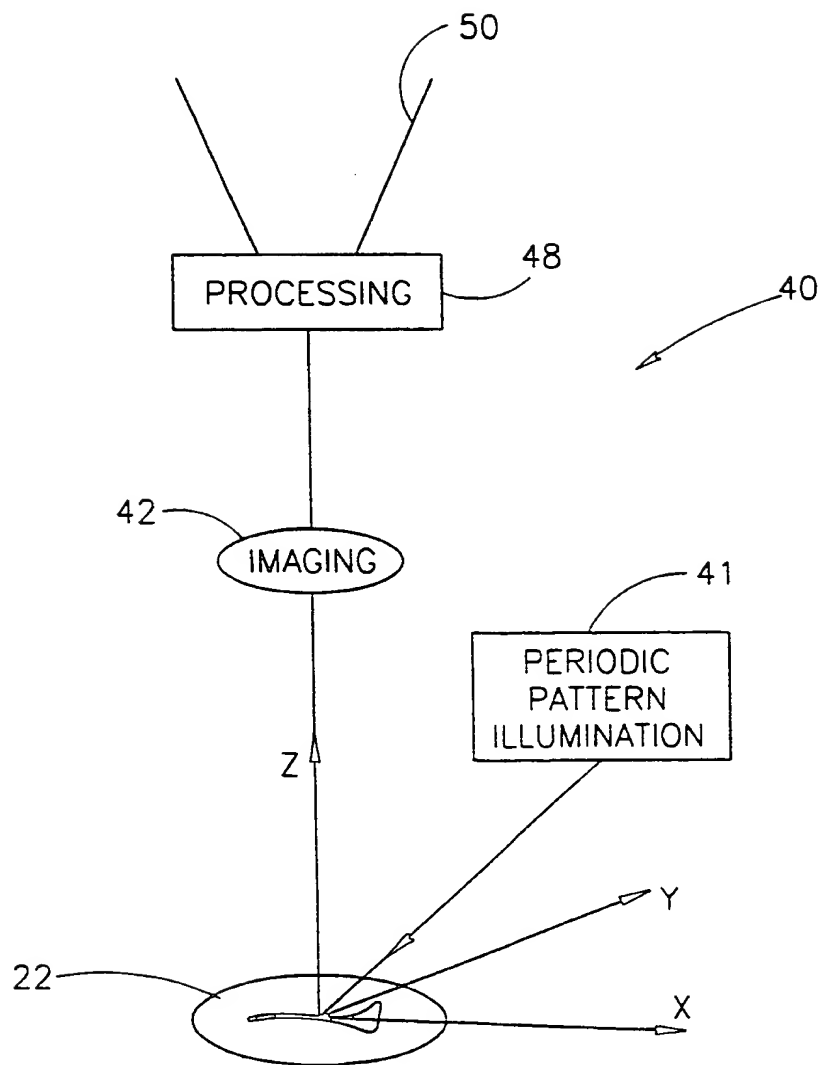 50
PROCESSING
48
40
42
IMAGING
41
PERIODIC
PATTERN
ILLUMINATION
Z
Y
22
X